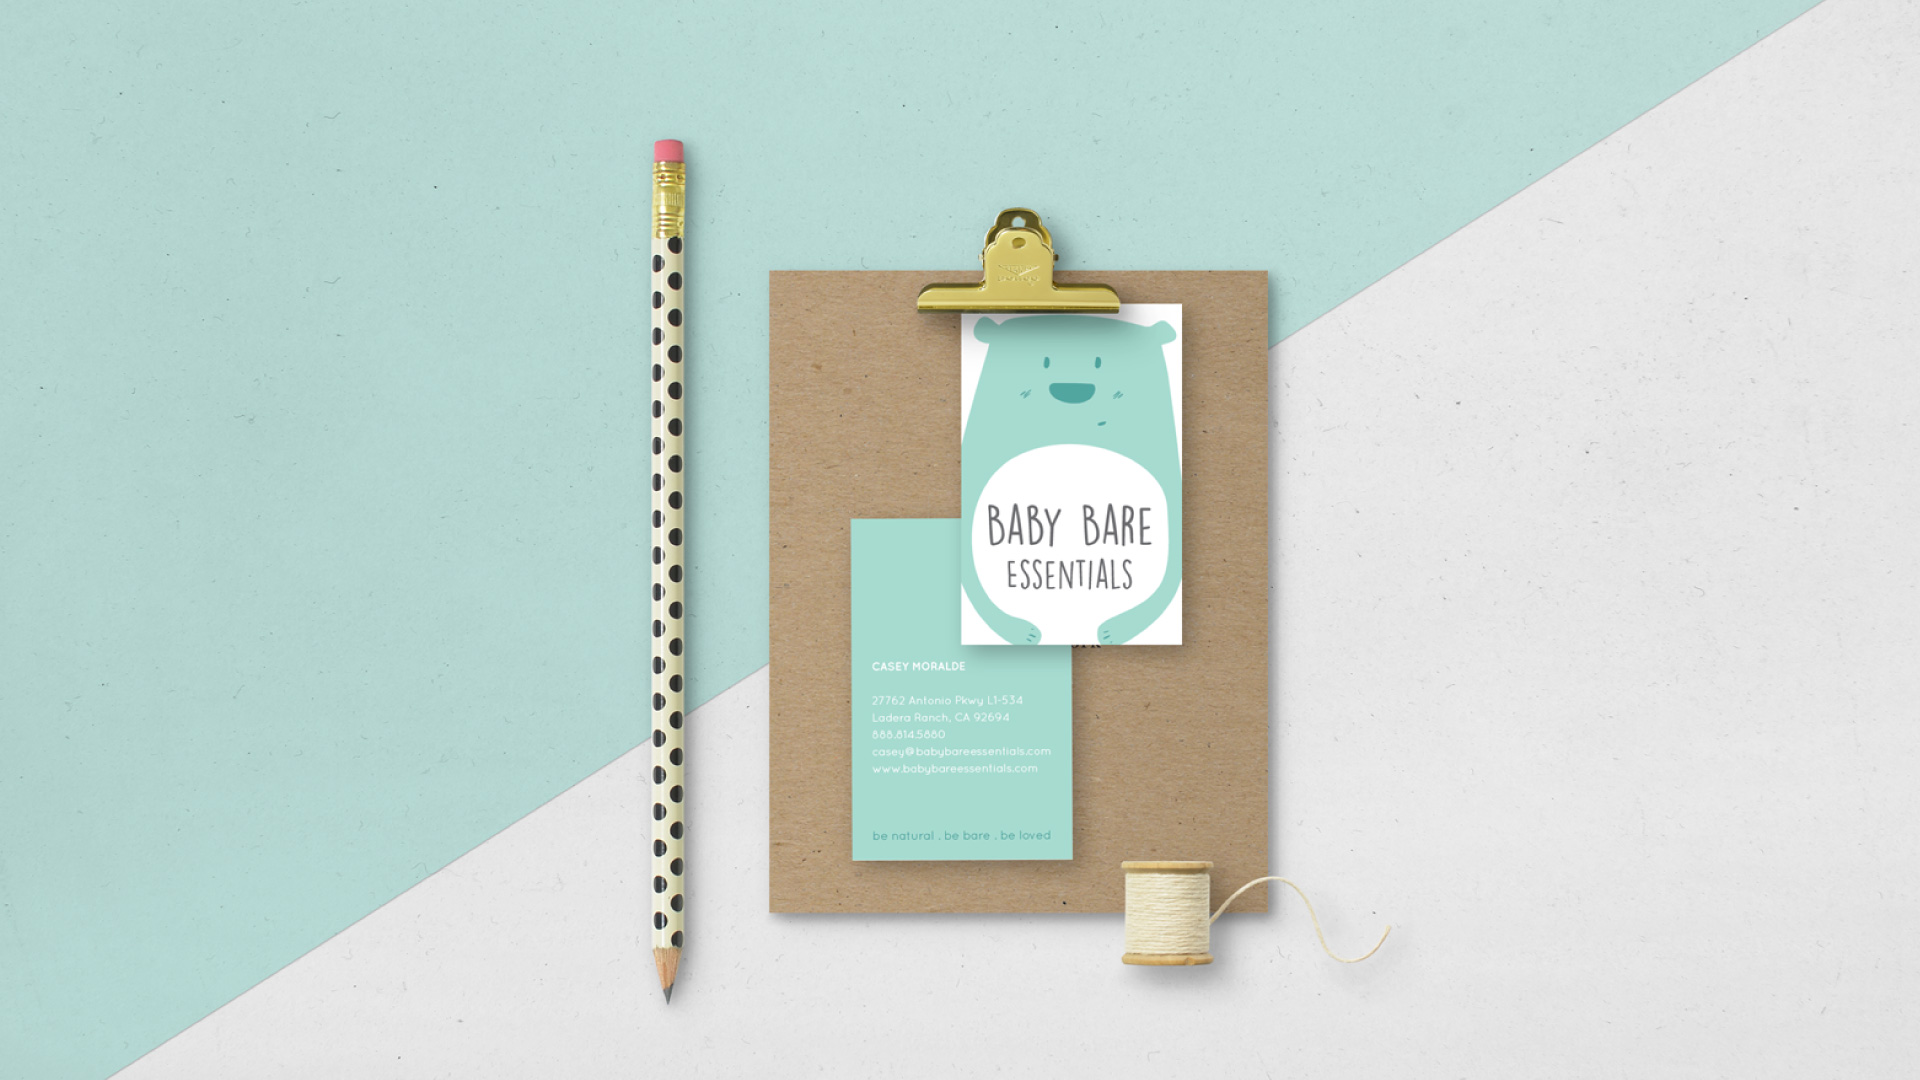 BABY BARE
ESSENTIALS
CASEY MORALDE
27762 Antonio Pkwy L1-534
Ladera Ranch, CA 92694
888.814.5880
casey@babybareessentials.com
www.babybareessentials.com
be natural . be bare . be loved